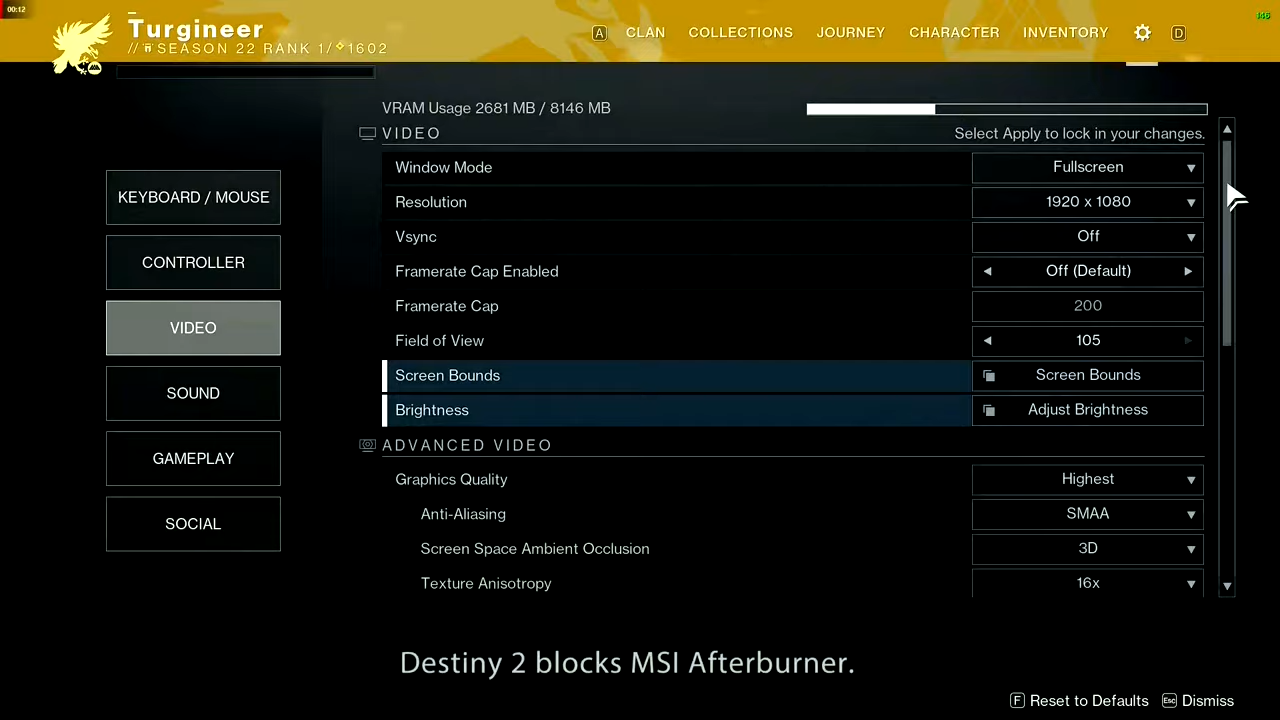 00:12
146
Turgineer
// SEASON 22 RANK 1/ 1602
A CLAN COLLECTIONS JOURNEY CHARACTER INVENTORY D
VRAM Usage 2681 MB / 8146 MB
VIDEO
Select Apply to lock in your changes.
KEYBOARD / MOUSE
CONTROLLER
VIDEO
SOUND
GAMEPLAY
SOCIAL
Window Mode Fullscreen
Resolution 1920 x 1080
Vsync Off
Framerate Cap Enabled Off (Default)
Framerate Cap 200
Field of View 105
Screen Bounds Screen Bounds
Brightness Adjust Brightness
ADVANCED VIDEO
Graphics Quality Highest
Anti-Aliasing SMAA
Screen Space Ambient Occlusion 3D
Texture Anisotropy 16x
Destiny 2 blocks MSI Afterburner.
F Reset to Defaults Esc Dismiss